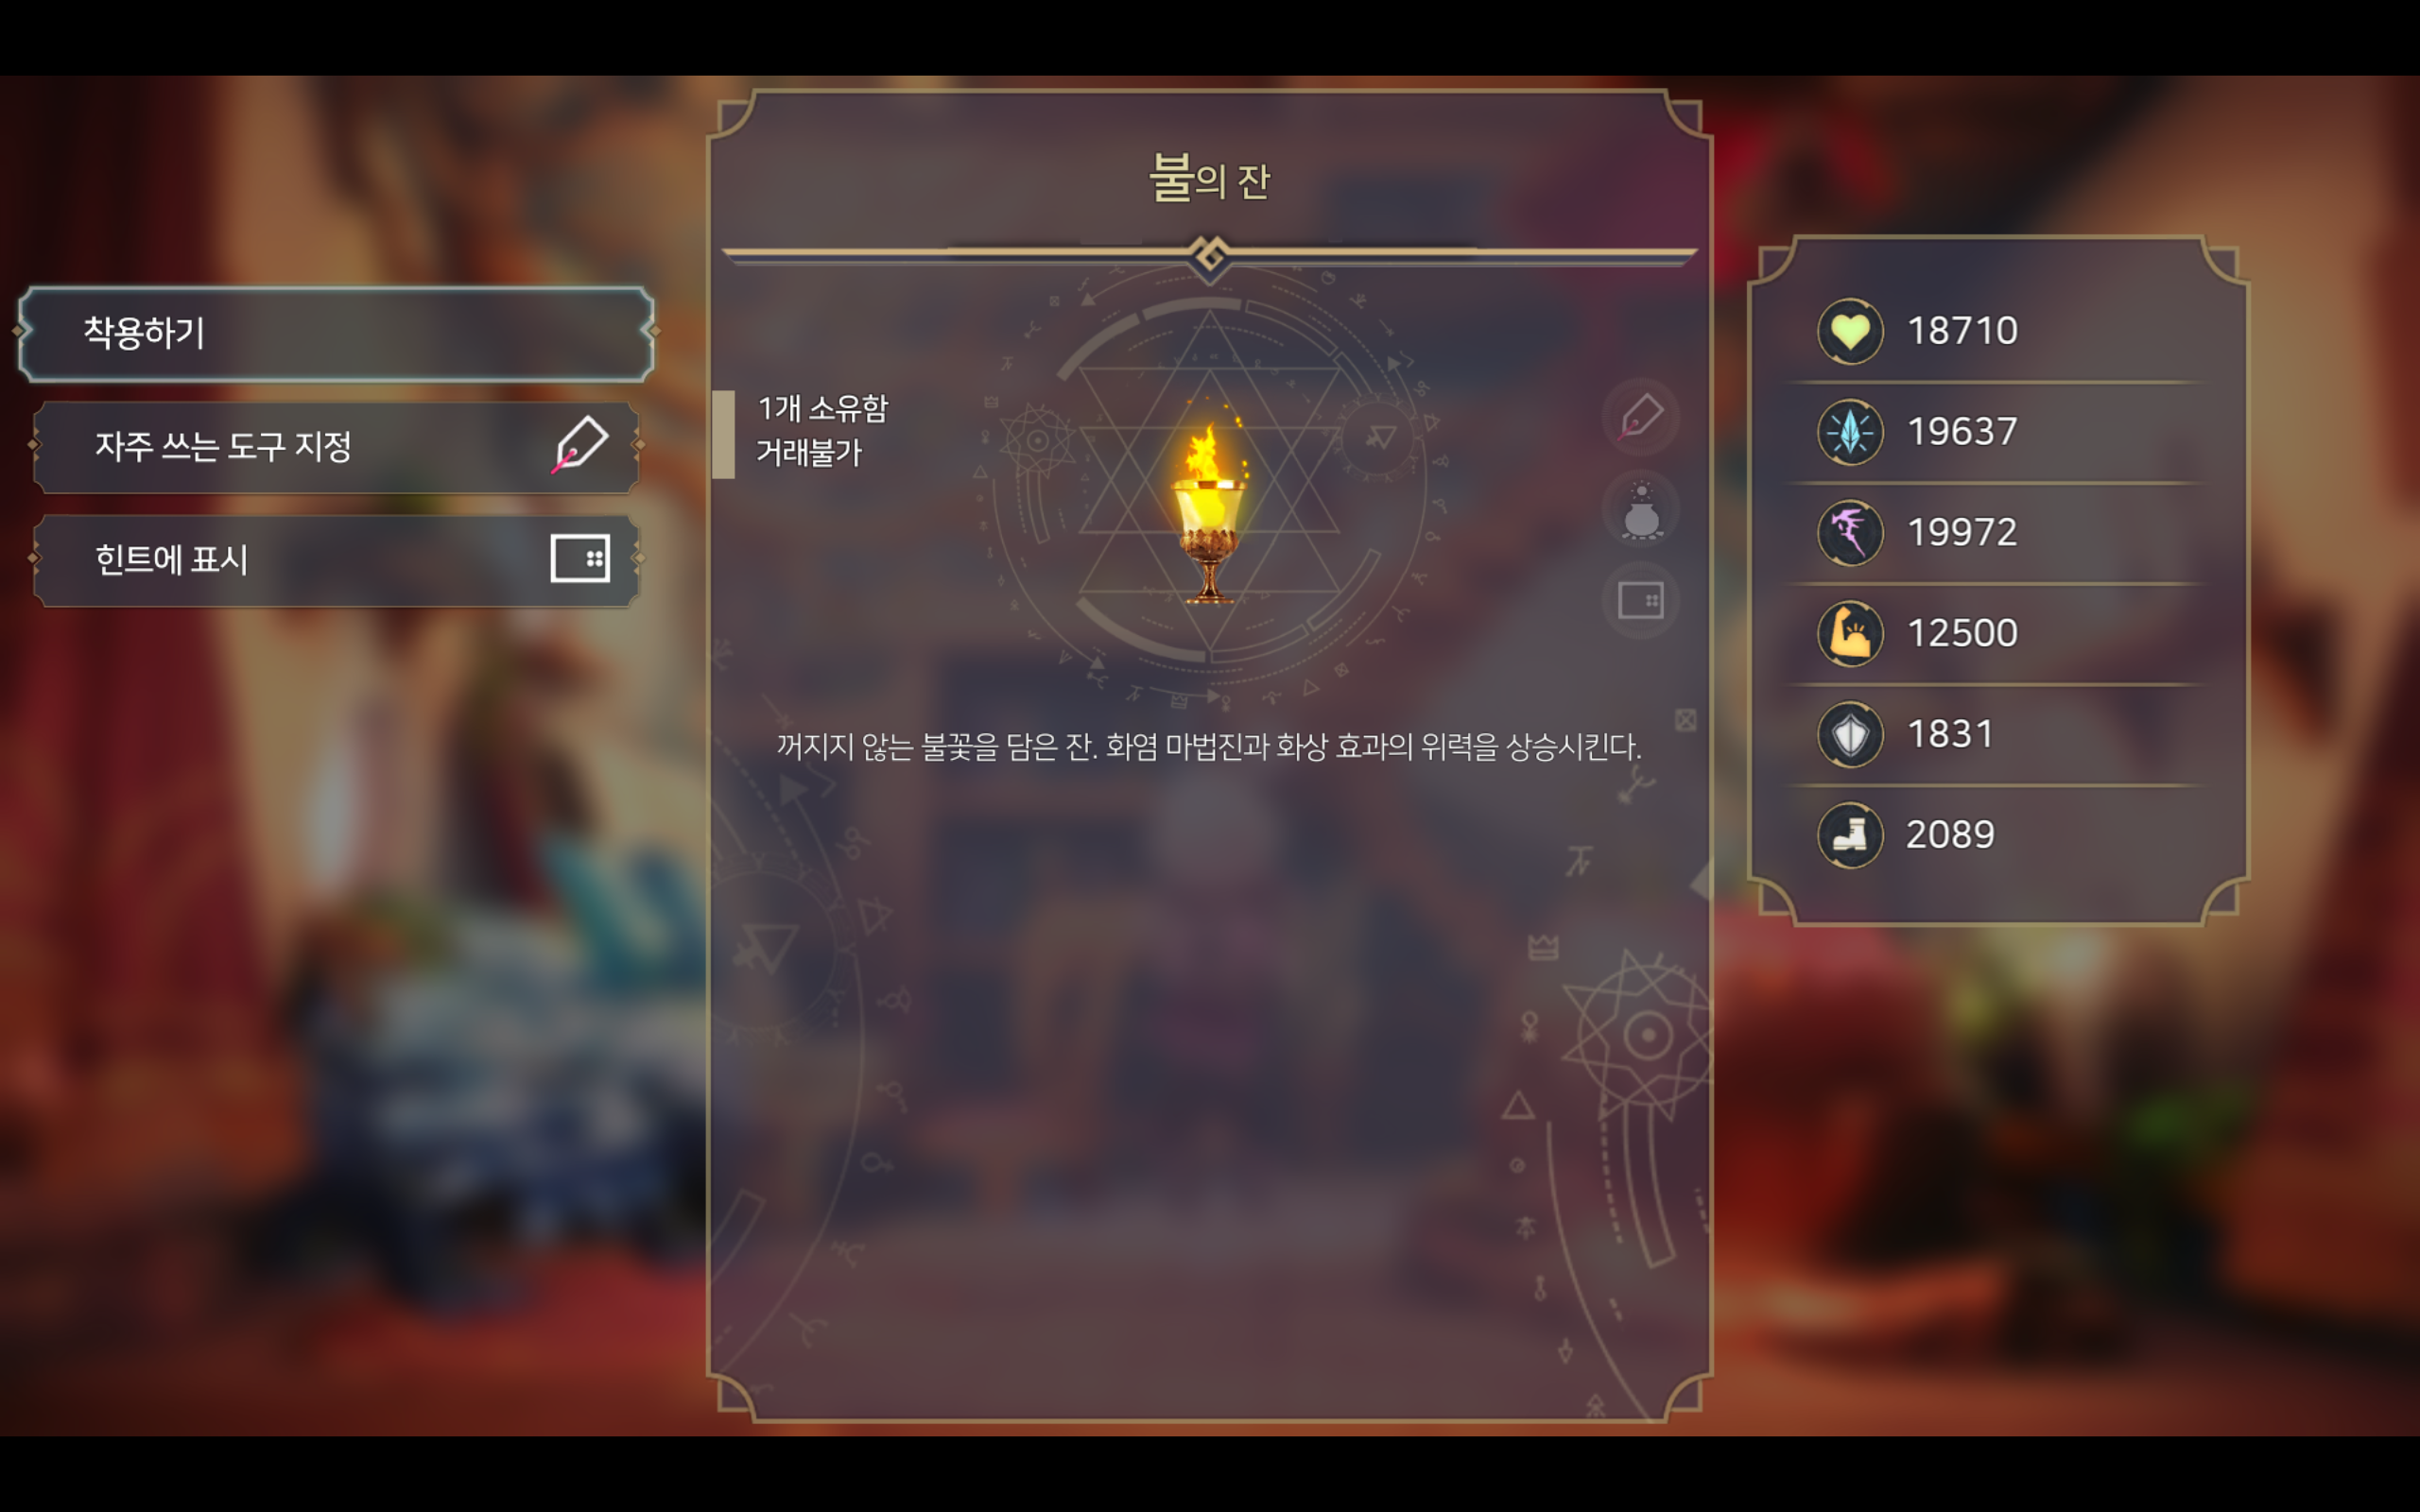 불의 잔
착용하기
자주 쓰는 도구 지정
힌트에 표시
1개 소유함
거래불가
꺼지지 않는 불꽃을 담은 잔. 화염 마법진과 화상 효과의 위력을 상승시킨다.
18710
19637
19972
12500
1831
2089